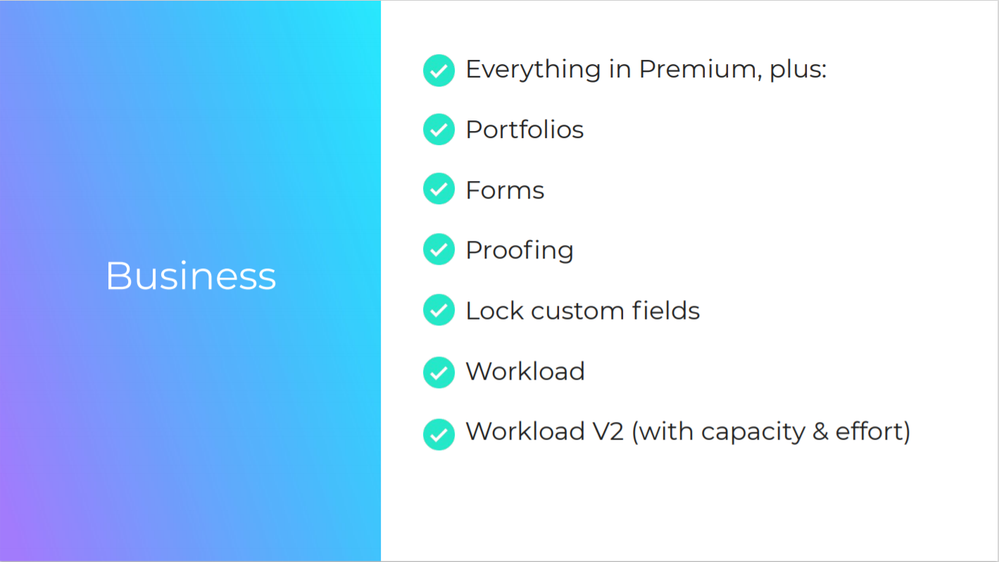 Business
Everything in Premium, plus:
Portfolios
Forms
Proofing
Lock custom fields
Workload
Workload V2 (with capacity & effort)